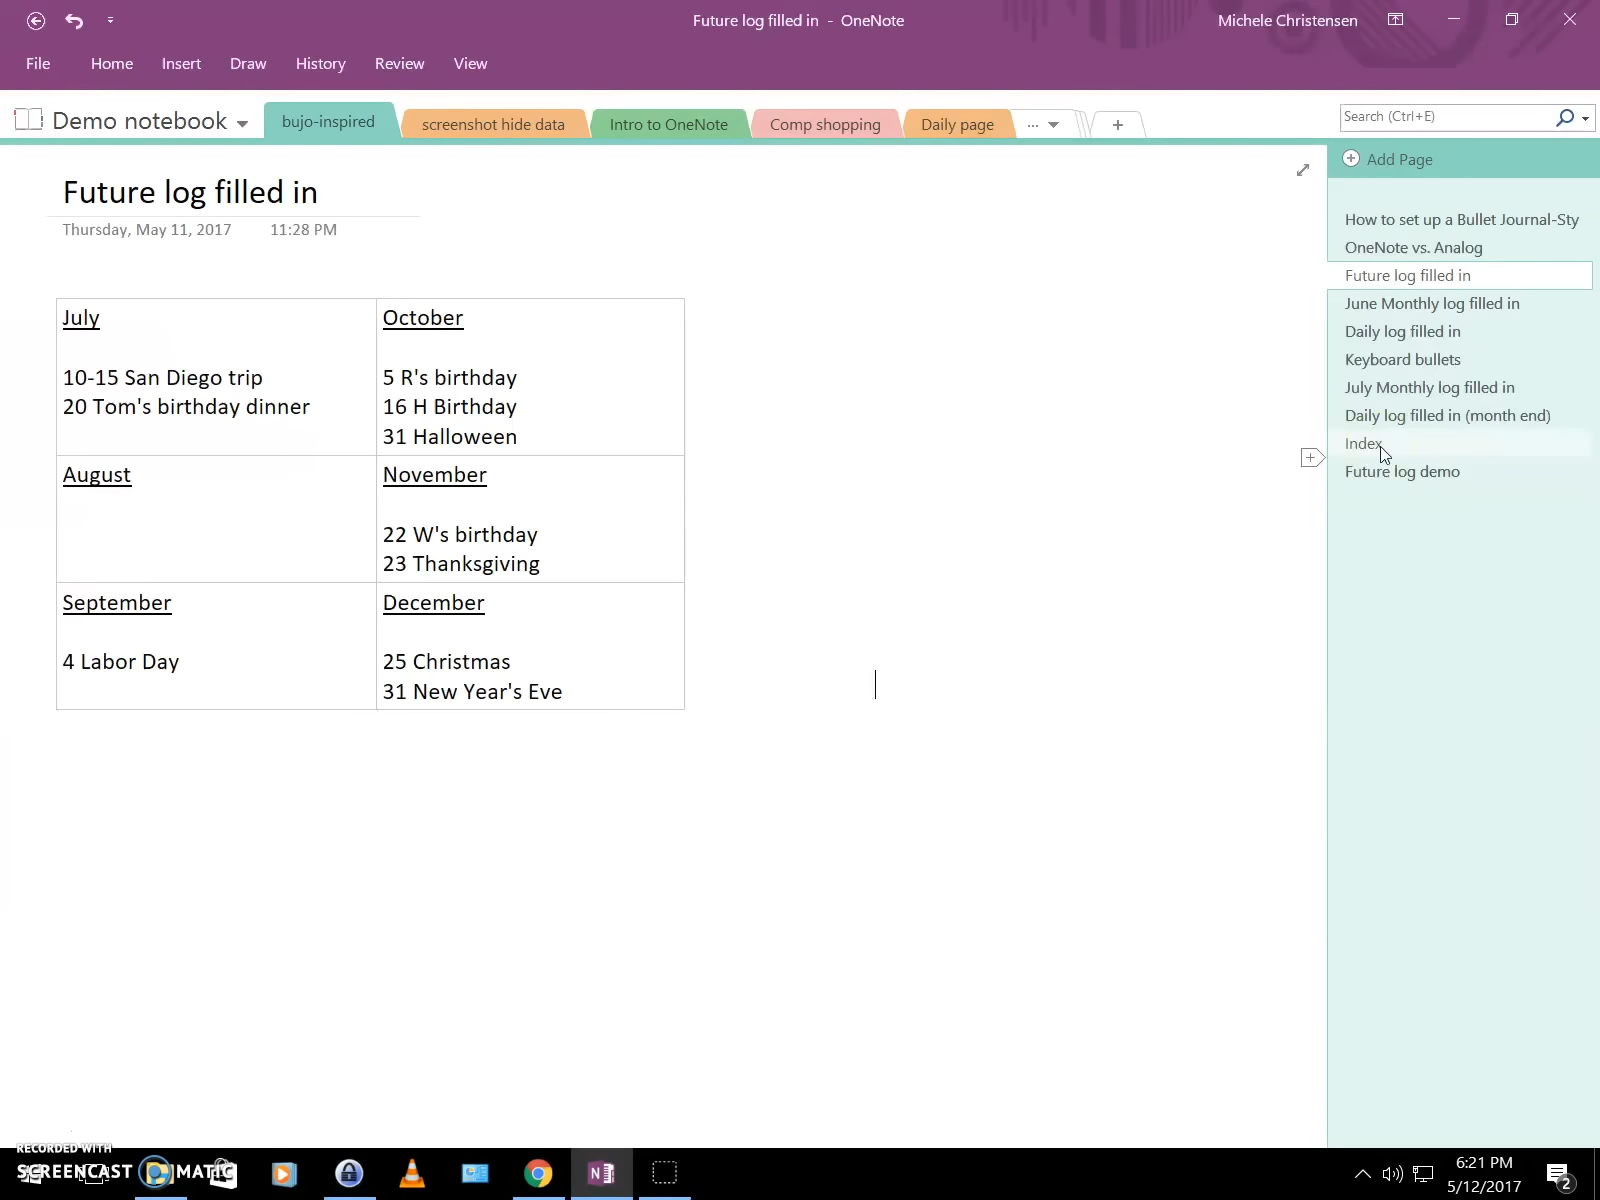 Future log filled in - OneNote
Michele Christensen
File Home Insert Draw History Review View
Demo notebook
bujo-inspired
screenshot hide data
Intro to OneNote
Comp shopping
Daily page
...
Search (Ctrl+E)
Add Page
Future log filled in
Thursday, May 11, 2017 11:28 PM
July
10-15 San Diego trip
20 Tom's birthday dinner
October
5 R's birthday
16 H Birthday
31 Halloween
August
November
22 W's birthday
23 Thanksgiving
September
4 Labor Day
December
25 Christmas
31 New Year's Eve
How to set up a Bullet Journal-Sty
OneNote vs. Analog
Future log filled in
June Monthly log filled in
Daily log filled in
Keyboard bullets
July Monthly log filled in
Daily log filled in (month end)
Index
Future log demo
RECORDED WITH
SCREENCAST MATIC
N
6:21 PM
5/12/2017
2